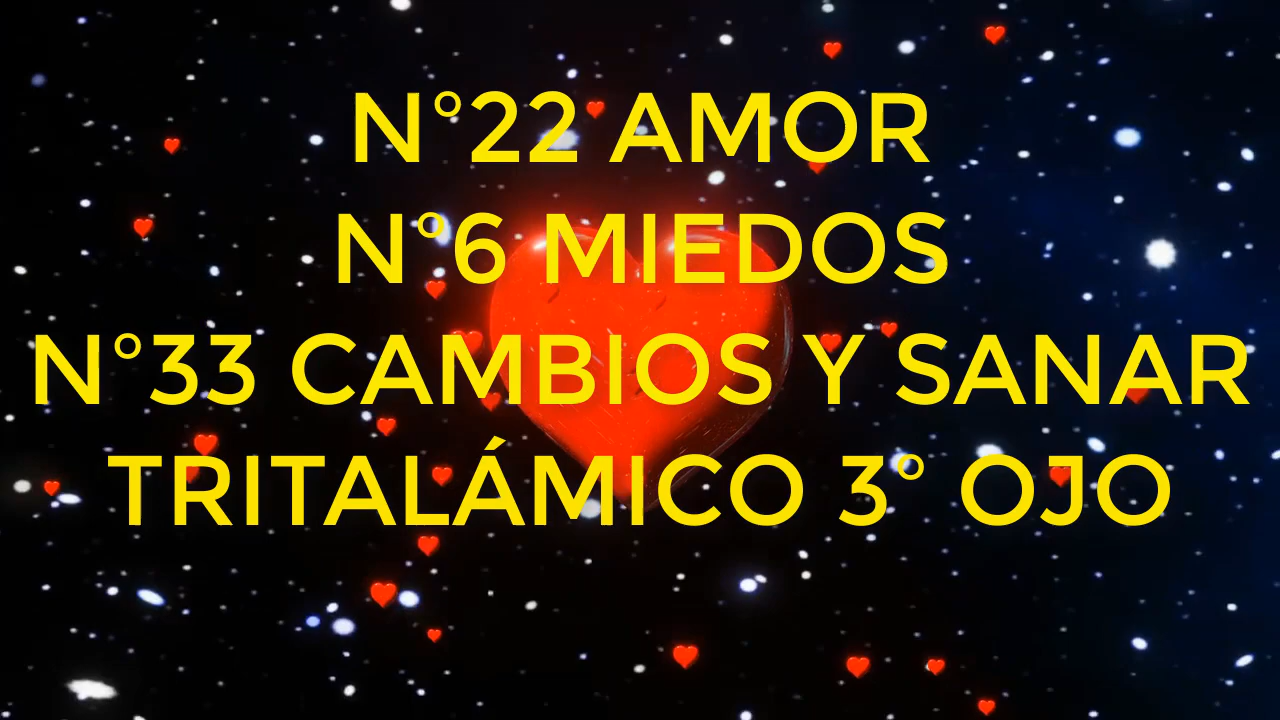 N°22 AMOR
N°6 MIEDOS
N°33 CAMBIOS Y SANAR
TRITALÁMICO 3° OJO